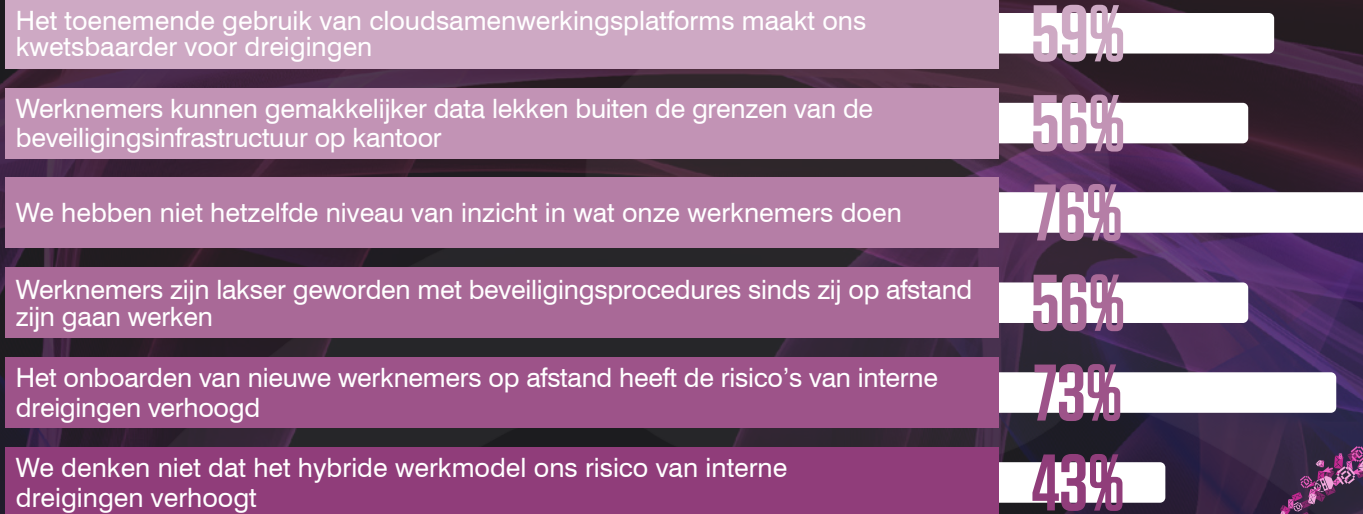 Het toenemende gebruik van cloudsamenwerkingsplatforms maakt ons
kwetsbaarder voor dreigingen
59%
Werknemers kunnen gemakkelijker data lekken buiten de grenzen van de
beveiligingsinfrastructuur op kantoor
56%
We hebben niet hetzelfde niveau van inzicht in wat onze werknemers doen
76%
Werknemers zijn lakser geworden met beveiligingsprocedures sinds zij op afstand
zijn gaan werken
56%
Het onboarden van nieuwe werknemers op afstand heeft de risico’s van interne
dreigingen verhoogd
73%
We denken niet dat het hybride werkmodel ons risico van interne
dreigingen verhoogt
43%